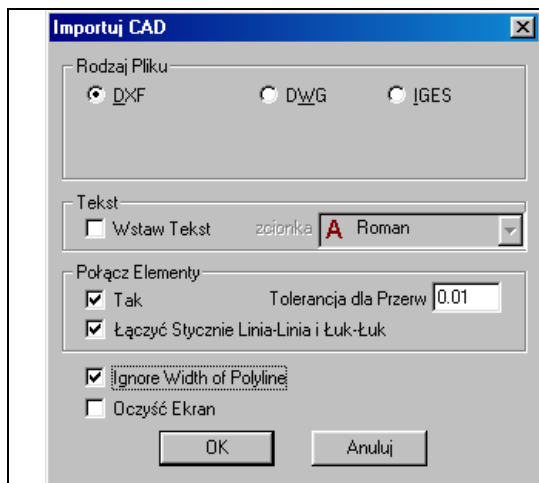 Importuj CAD
Rodzaj Pliku
DXF DWG IGES
Tekst
Wstaw Tekst zcionka A Roman
Połącz Elementy
Tak Tolerancja dla Przerw 0.01
Łączyć Stycznie Linia-Linia i Łuk-Łuk
Ignore Width of Polyline
Oczyść Ekran
OK Anuluj